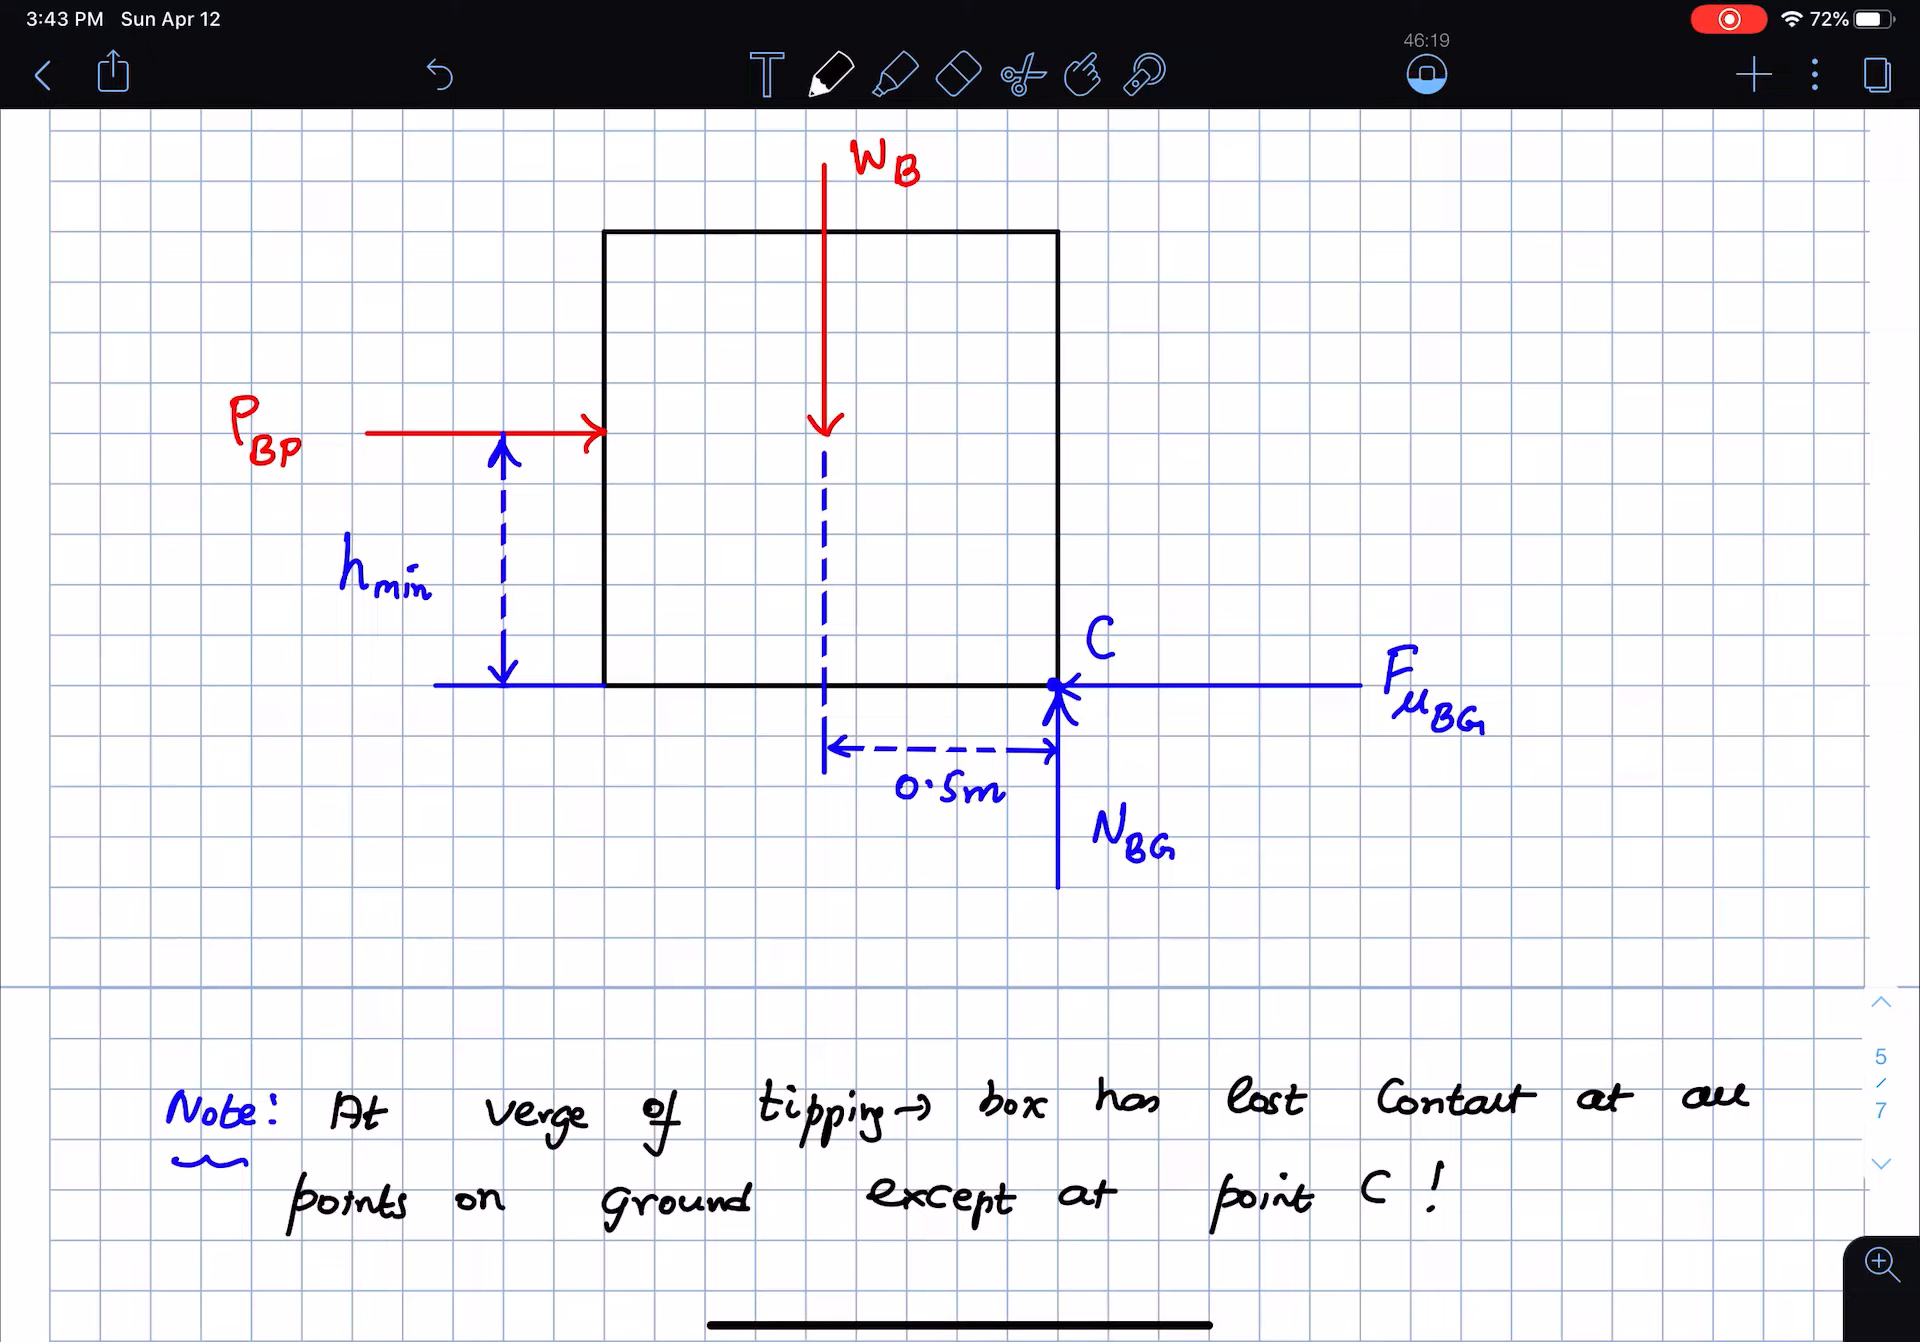 3:43 PM Sun Apr 12
72%
46:19
W_B
P_BP
h_min
C
F_μ_BG
0.5m
N_BG
5
/
7
Note: At verge of tipping → box has lost Contact at all
points on ground except at point C!